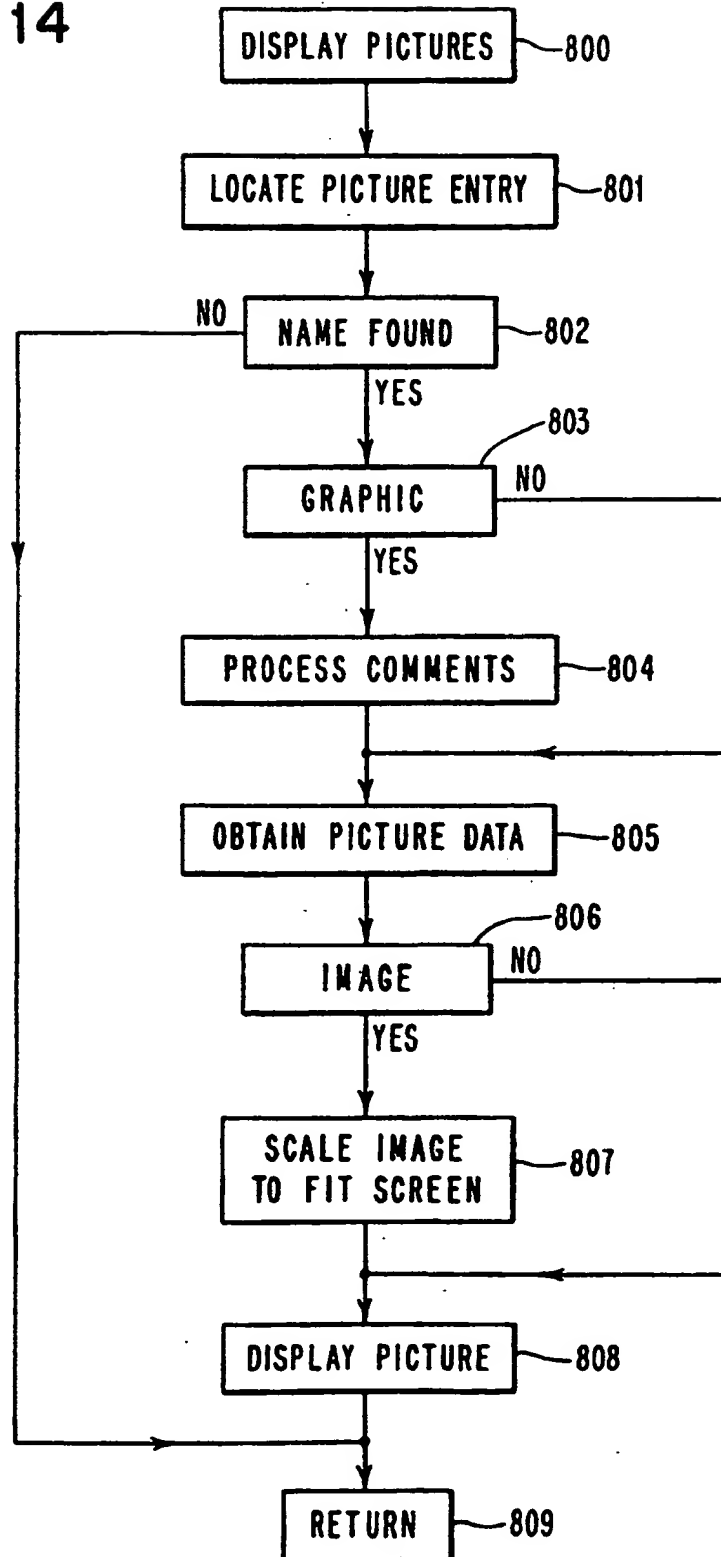 14
DISPLAY PICTURES 800
LOCATE PICTURE ENTRY 801
NO
NAME FOUND 802
YES
803
GRAPHIC
NO
YES
PROCESS COMMENTS 804
OBTAIN PICTURE DATA 805
806
IMAGE
NO
YES
SCALE IMAGE
TO FIT SCREEN
807
DISPLAY PICTURE 808
RETURN 809